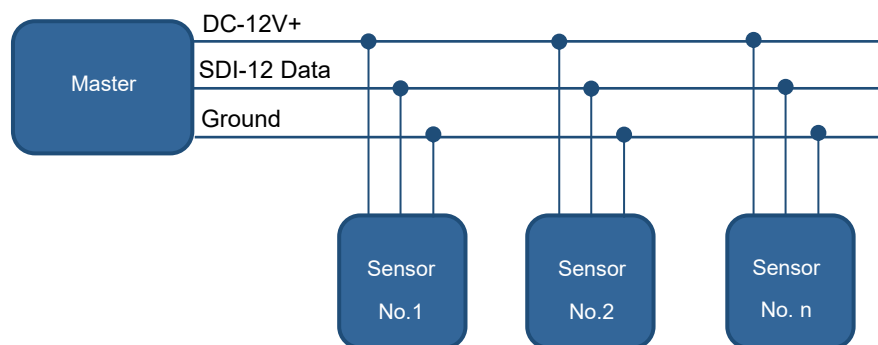 DC-12V+
SDI-12 Data
Master
Ground
Sensor
No.1
Sensor
No.2
Sensor
No. n